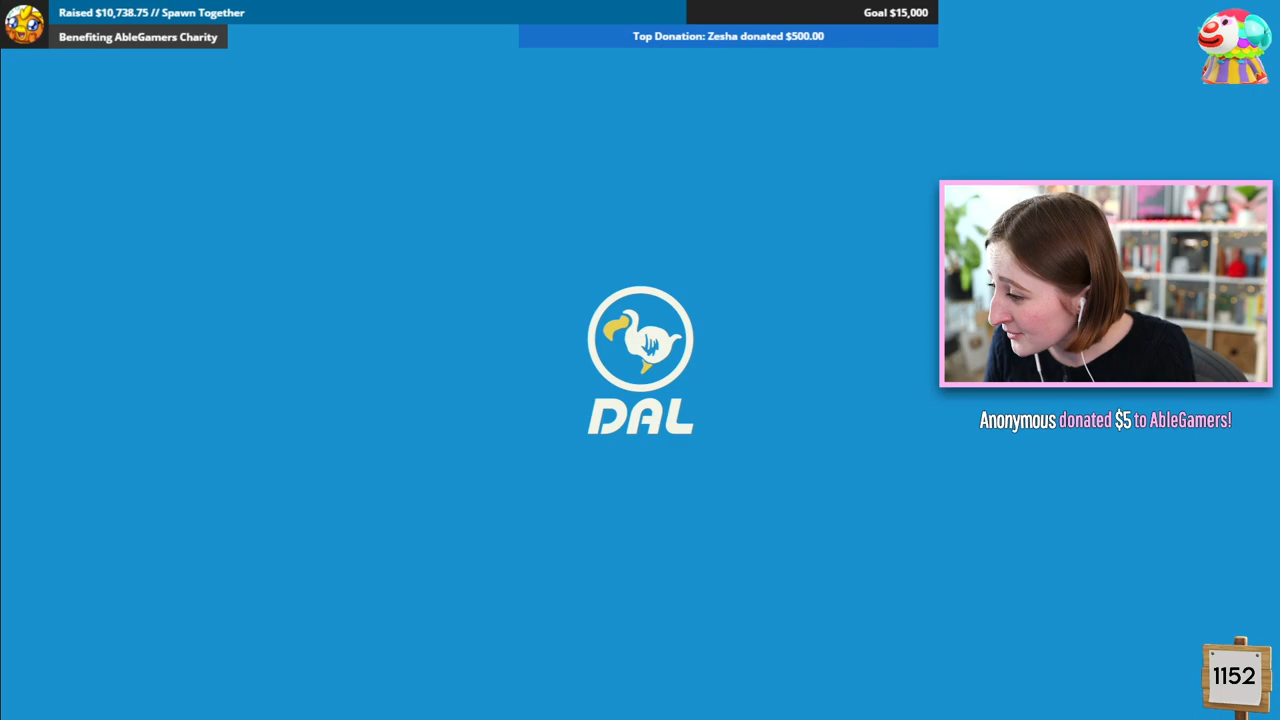 Raised $10,738.75 // Spawn Together
Goal $15,000
Benefiting AbleGamers Charity
Top Donation: Zesha donated $500.00
DAL
Anonymous donated $5 to AbleGamers!
1152